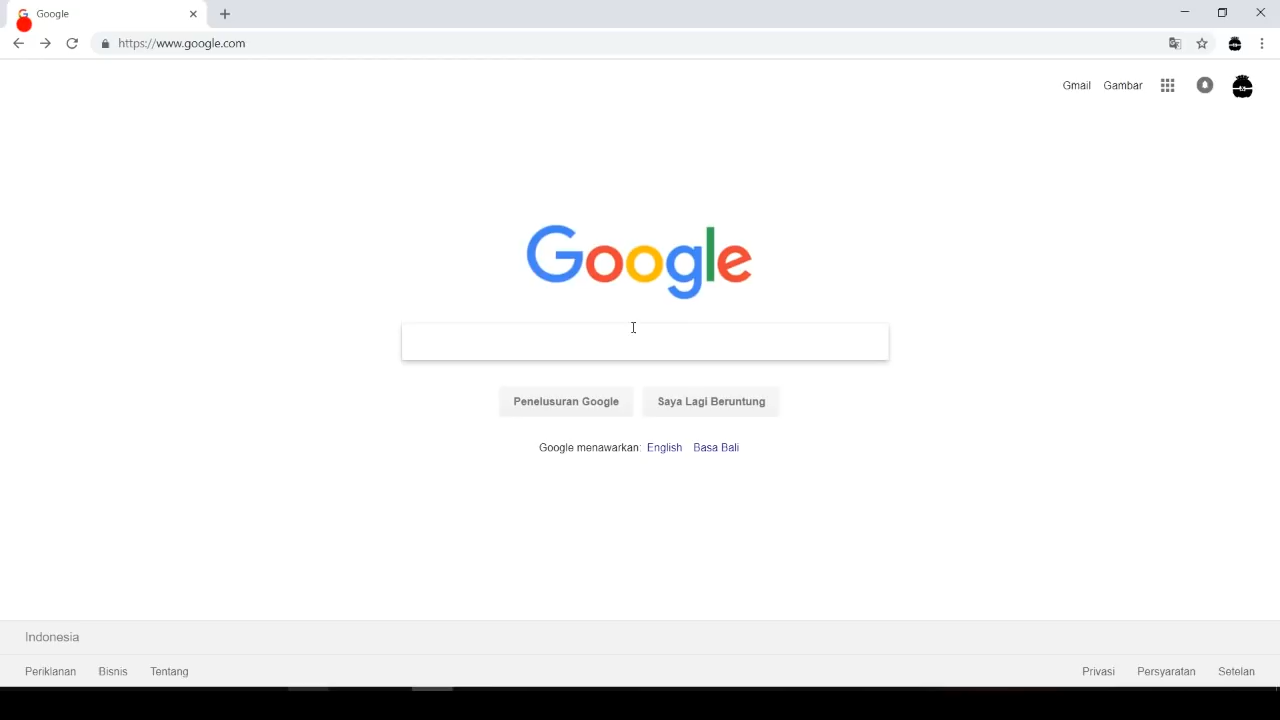 Google
https://www.google.com
Gmail Gambar
Google
Penelusuran Google Saya Lagi Beruntung
Google menawarkan: English Basa Bali
Indonesia
Periklanan Bisnis Tentang Privasi Persyaratan Setelan